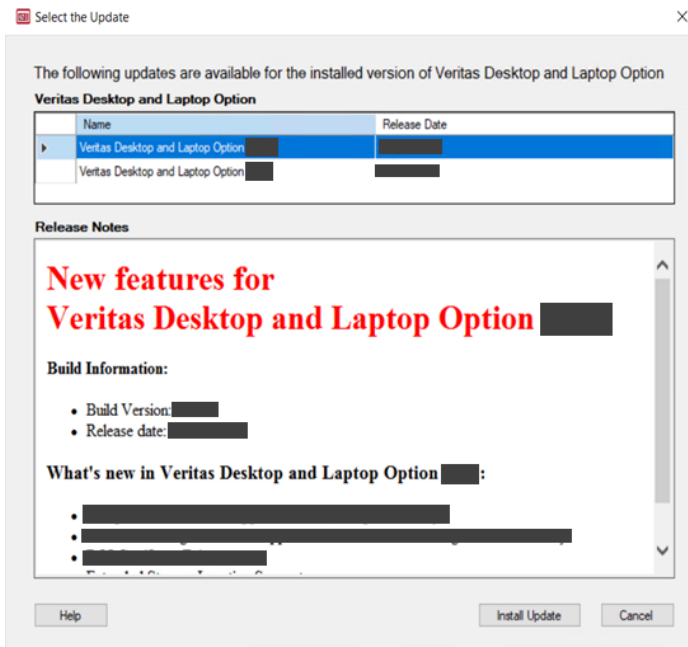 Select the Update
The following updates are available for the installed version of Veritas Desktop and Laptop Option
Veritas Desktop and Laptop Option
Name Release Date
Veritas Desktop and Laptop Option
Veritas Desktop and Laptop Option
Release Notes
New features for
Veritas Desktop and Laptop Option
Build Information:
• Build Version:
• Release date:
What's new in Veritas Desktop and Laptop Option :
Help Install Update Cancel